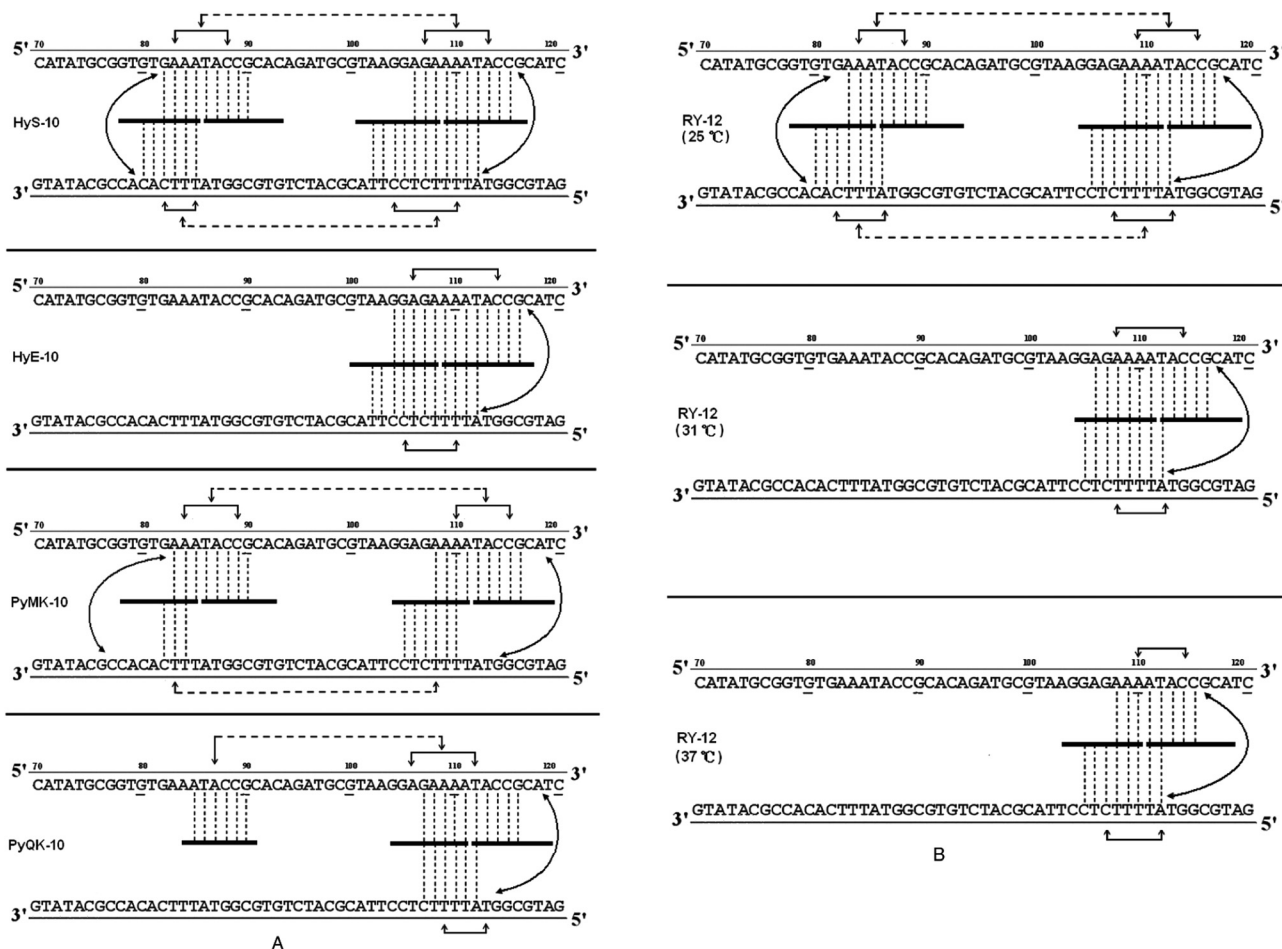 70 80 90 100 110 120
5' CATATGCGGTGTGAAATACCGCACAGATGCGTAAGGAGAAAATACCGCATC 3'
HyS-10
3' GTATACGCCACACTTTATGGCGTGTCTACGCATTCCTCTTTTATGGCGTAG 5'
70 80 90 100 110 120
5' CATATGCGGTGTGAAATACCGCACAGATGCGTAAGGAGAAAATACCGCATC 3'
HyE-10
3' GTATACGCCACACTTTATGGCGTGTCTACGCATTCCTCTTTTATGGCGTAG 5'
70 80 90 100 110 120
5' CATATGCGGTGTGAAATACCGCACAGATGCGTAAGGAGAAAATACCGCATC 3'
PyMK-10
3' GTATACGCCACACTTTATGGCGTGTCTACGCATTCCTCTTTTATGGCGTAG 5'
70 80 90 100 110 120
5' CATATGCGGTGTGAAATACCGCACAGATGCGTAAGGAGAAAATACCGCATC 3'
PyQK-10
3' GTATACGCCACACTTTATGGCGTGTCTACGCATTCCTCTTTTATGGCGTAG 5'
A
70 80 90 100 110 120
5' CATATGCGGTGTGAAATACCGCACAGATGCGTAAGGAGAAAATACCGCATC 3'
RY-12
(25 ℃)
3' GTATACGCCACACTTTATGGCGTGTCTACGCATTCCTCTTTTATGGCGTAG 5'
70 80 90 100 110 120
5' CATATGCGGTGTGAAATACCGCACAGATGCGTAAGGAGAAAATACCGCATC 3'
RY-12
(31 ℃)
3' GTATACGCCACACTTTATGGCGTGTCTACGCATTCCTCTTTTATGGCGTAG 5'
70 80 90 100 110 120
5' CATATGCGGTGTGAAATACCGCACAGATGCGTAAGGAGAAAATACCGCATC 3'
RY-12
(37 ℃)
3' GTATACGCCACACTTTATGGCGTGTCTACGCATTCCTCTTTTATGGCGTAG 5'
B